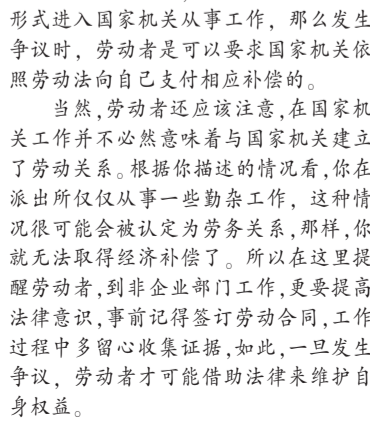 形式进入国家机关从事工作，那么发生
争议时，劳动者是可以要求国家机关依
照劳动法向自己支付相应补偿的。
当然,劳动者还应该注意,在国家机
关工作并不必然意味着与国家机关建立
了劳动关系。根据你描述的情况看,你在
派出所仅仅从事一些勤杂工作，这种情
况很可能会被认定为劳务关系,那样,你
就无法取得经济补偿了。所以在这里提
醒劳动者,到非企业部门工作,更要提高
法律意识,事前记得签订劳动合同,工作
过程中多留心收集证据,如此,一旦发生
争议，劳动者才可能借助法律来维护自
身权益。